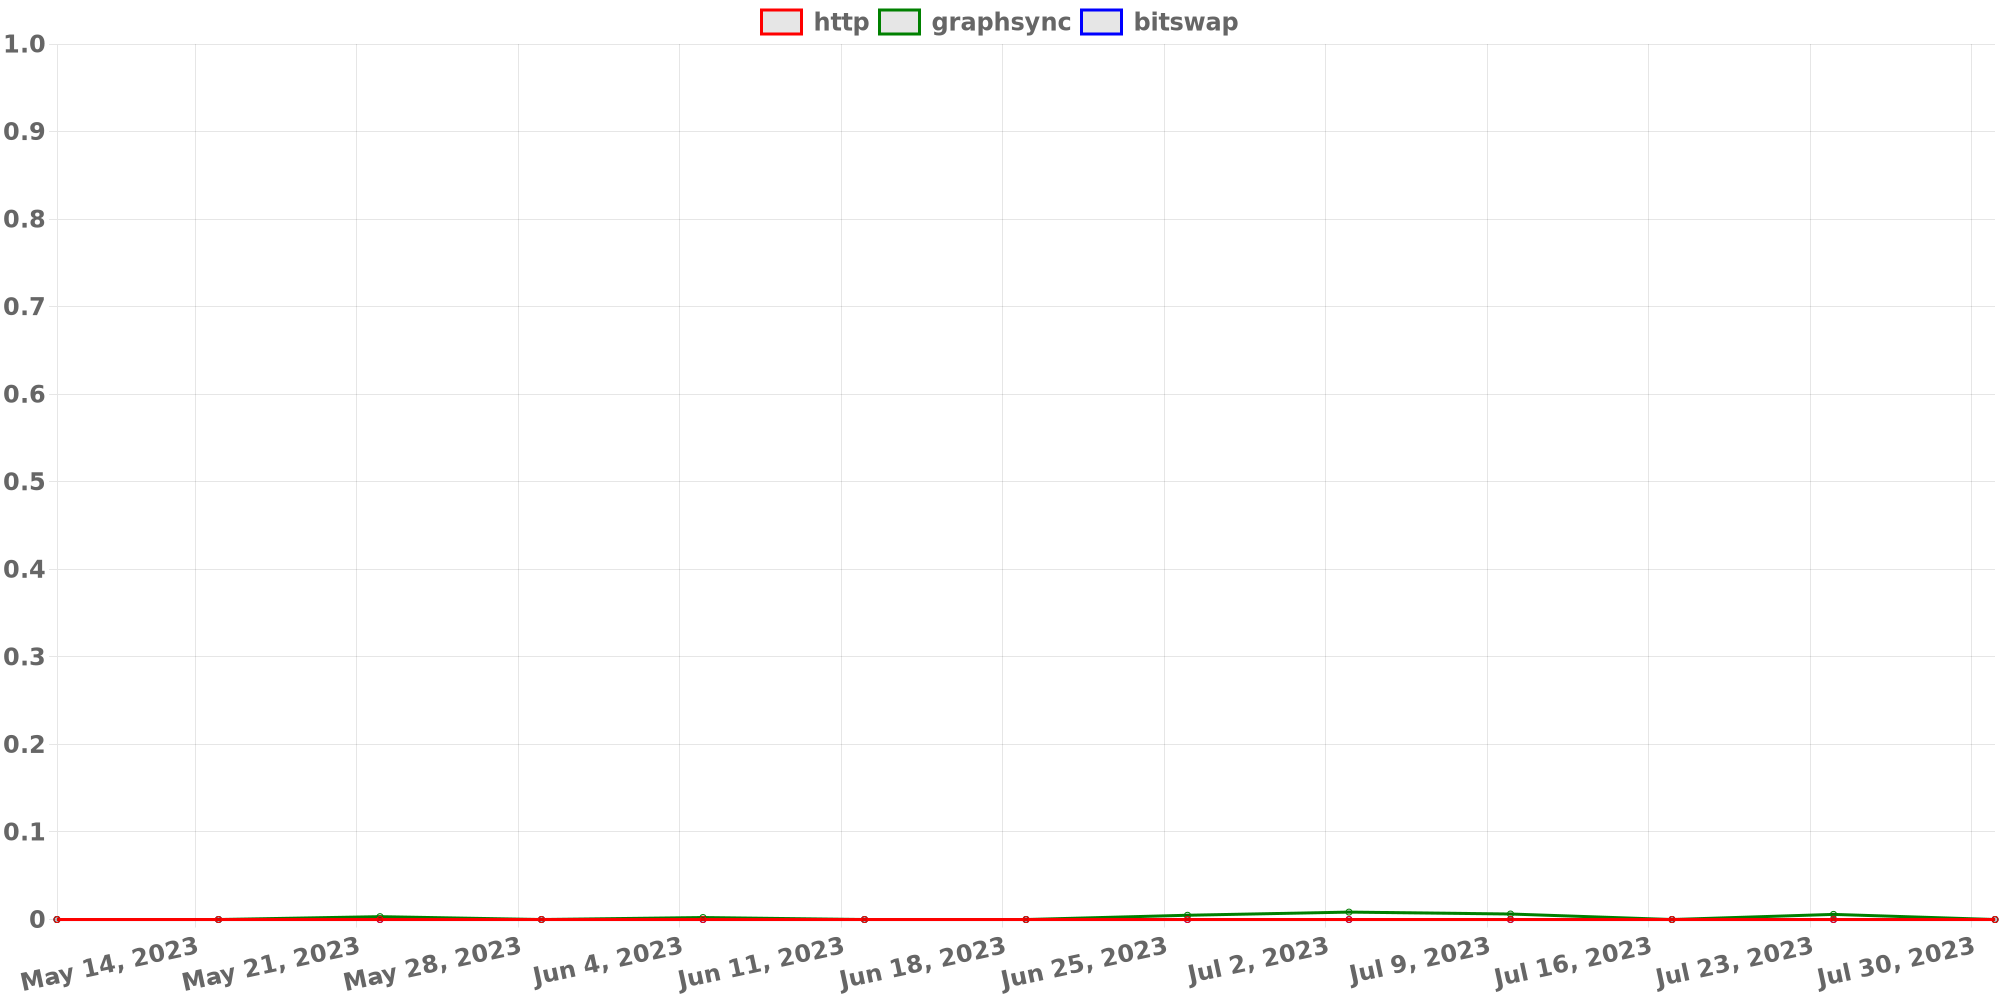 http graphsync bitswap
1.0
0.9
0.8
0.7
0.6
0.5
0.4
0.3
0.2
0.1
0
May 14, 2023
May 21, 2023
May 28, 2023
Jun 4, 2023
Jun 11, 2023
Jun 18, 2023
Jun 25, 2023
Jul 2, 2023
Jul 9, 2023
Jul 16, 2023
Jul 23, 2023
Jul 30, 2023